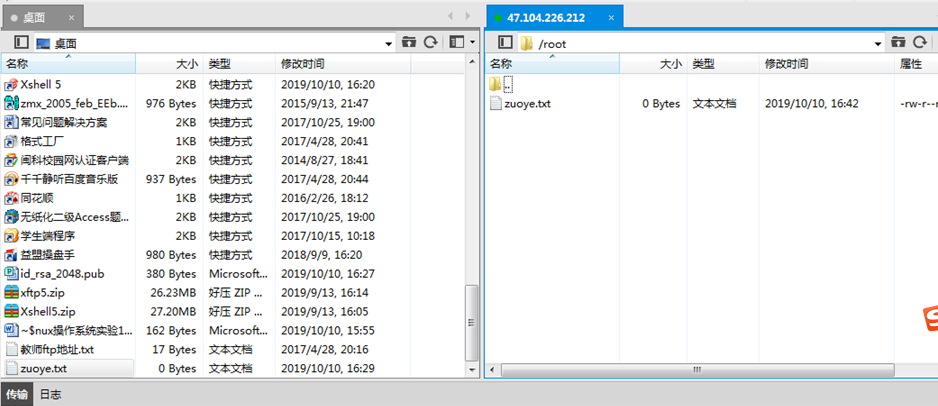 桌面
桌面
名称 大小 类型 修改时间
Xshell 5 2KB 快捷方式 2019/10/10, 16:20
zmx_2005_feb_EEb.... 976 Bytes 快捷方式 2015/9/13, 21:47
常见问题解决方案 2KB 快捷方式 2017/10/25, 19:00
格式工厂 1KB 快捷方式 2017/4/28, 20:41
闽科校园网认证客户端 2KB 快捷方式 2014/8/27, 18:41
千千静听百度音乐版 937 Bytes 快捷方式 2017/4/28, 20:44
同花顺 1KB 快捷方式 2016/2/26, 18:12
无纸化二级Access题... 2KB 快捷方式 2017/10/25, 19:00
学生端程序 2KB 快捷方式 2017/10/15, 10:18
益盟操盘手 980 Bytes 快捷方式 2018/9/9, 16:20
id_rsa_2048.pub 380 Bytes Microsoft... 2019/10/10, 16:27
xftp5.zip 26.23MB 好压 ZIP ... 2019/9/13, 16:14
Xshell5.zip 27.20MB 好压 ZIP ... 2019/9/13, 16:05
~$nux操作系统实验1... 162 Bytes Microsoft... 2019/10/10, 15:55
教师ftp地址.txt 17 Bytes 文本文档 2017/4/28, 20:16
zuoye.txt 0 Bytes 文本文档 2019/10/10, 16:29
传输 日志
47.104.226.212
/root
名称 大小 类型 修改时间 属性
..
zuoye.txt 0 Bytes 文本文档 2019/10/10, 16:42 -rw-r--r